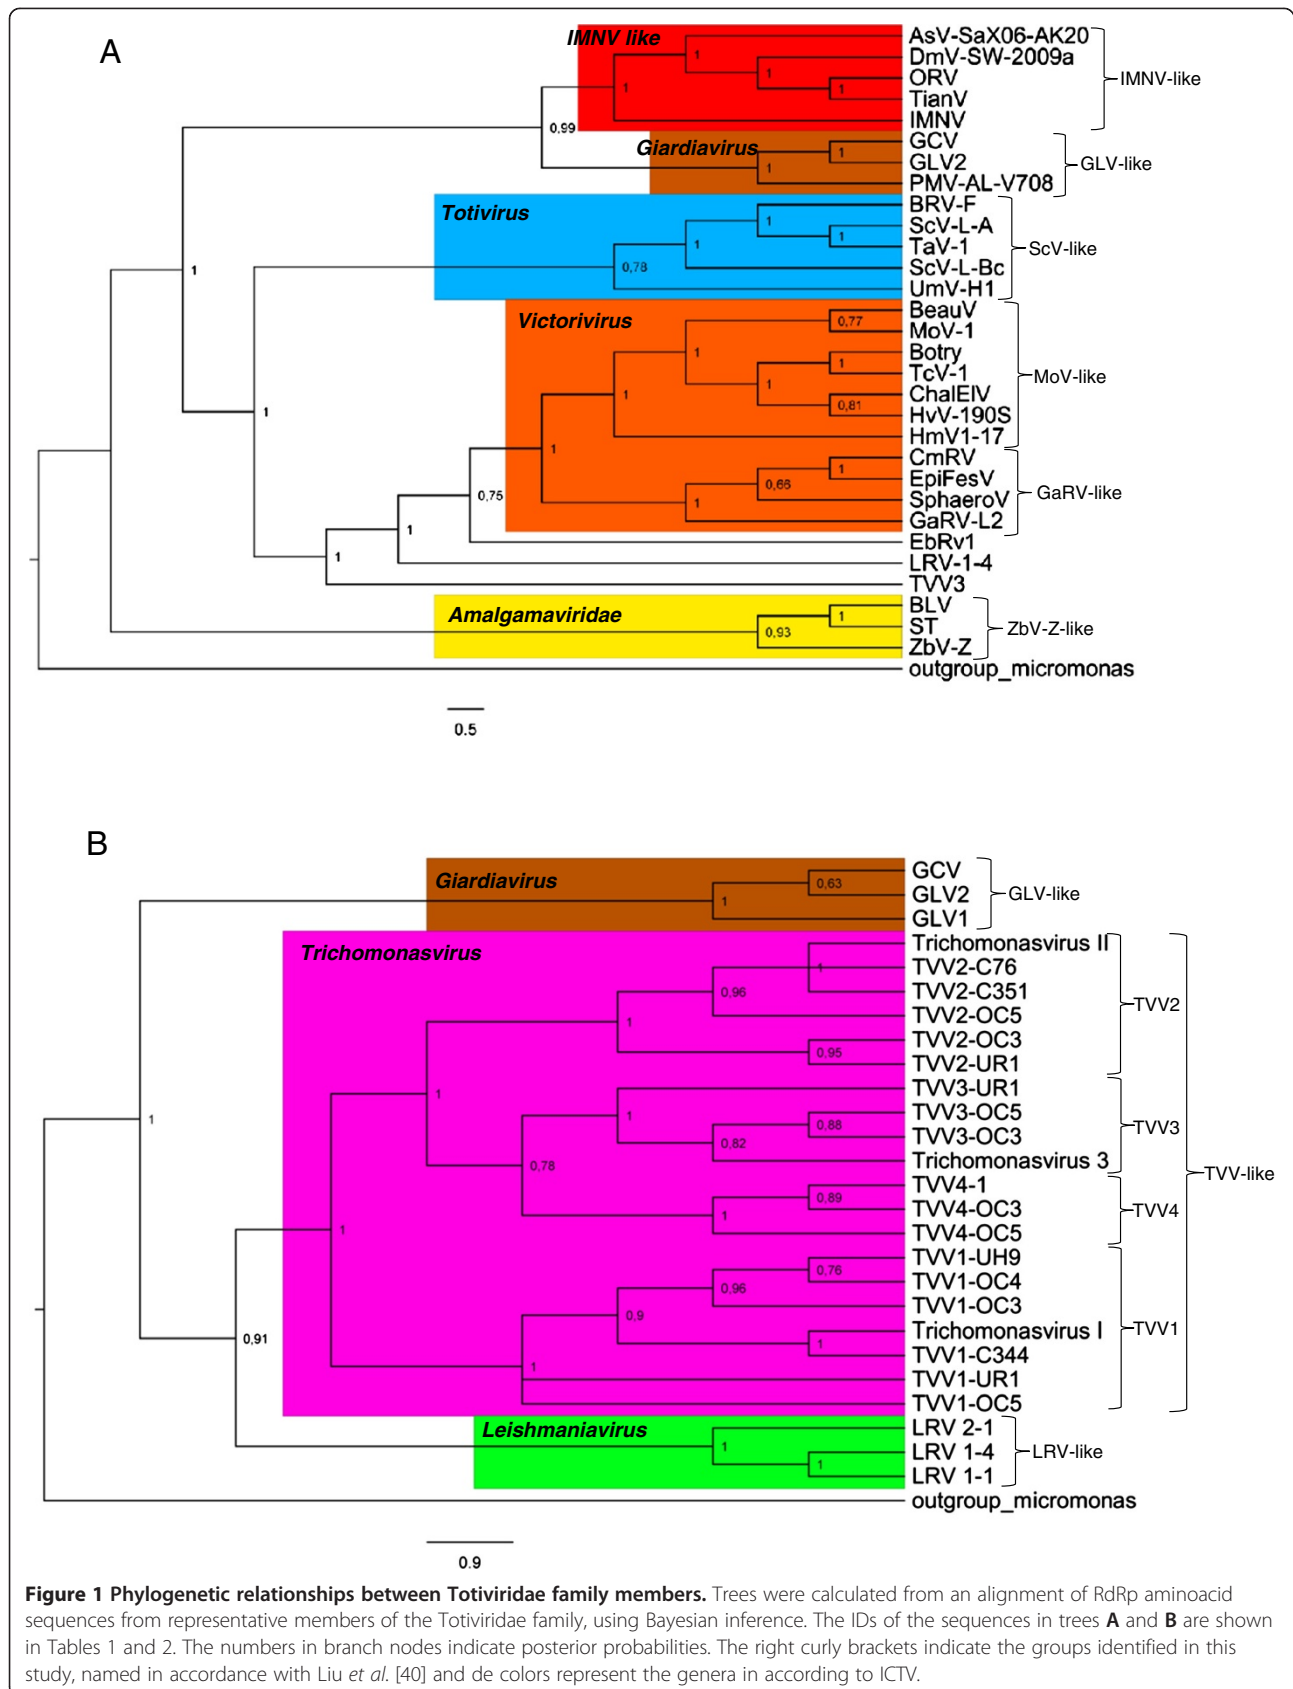 A
IMNV like
AsV-SaX06-AK20
DmV-SW-2009a
ORV
TianV
IMNV
IMNV-like
1
1
1
1
0,99
Giardiavirus
GCV
GLV2
PMV-AL-V708
GLV-like
1
1
Totivirus
BRV-F
ScV-L-A
TaV-1
ScV-L-Bc
UmV-H1
ScV-like
1
1
1
0,78
1
Victorivirus
BeauV
MoV-1
Botry
TcV-1
ChalElV
HvV-190S
HmV1-17
MoV-like
0,77
1
1
1
0,81
1
1
1
CmRV
EpiFesV
SphaeroV
GaRV-L2
GaRV-like
1
0,66
1
0,75
EbRv1
LRV-1-4
TVV3
1
1
Amalgamaviridae
BLV
ST
ZbV-Z
ZbV-Z-like
1
0,93
outgroup_micromonas
0.5
B
Giardiavirus
GCV
GLV2
GLV1
GLV-like
0,63
1
Trichomonasvirus
Trichomonasvirus II
TVV2-C76
TVV2-C351
TVV2-OC5
TVV2-OC3
TVV2-UR1
TVV2
1
0,96
1
0,95
TVV3-UR1
TVV3-OC5
TVV3-OC3
Trichomonasvirus 3
TVV3
1
1
0,88
0,82
1
0,78
TVV-like
TVV4-1
TVV4-OC3
TVV4-OC5
TVV4
0,89
1
1
TVV1-UH9
TVV1-OC4
TVV1-OC3
Trichomonasvirus I
TVV1-C344
TVV1-UR1
TVV1-OC5
TVV1
0,76
0,96
0,9
1
0,91
1
Leishmaniavirus
LRV 2-1
LRV 1-4
LRV 1-1
LRV-like
1
1
outgroup_micromonas
0.9
Figure 1 Phylogenetic relationships between Totiviridae family members. Trees were calculated from an alignment of RdRp aminoacid
sequences from representative members of the Totiviridae family, using Bayesian inference. The IDs of the sequences in trees A and B are shown
in Tables 1 and 2. The numbers in branch nodes indicate posterior probabilities. The right curly brackets indicate the groups identified in this
study, named in accordance with Liu et al. [40] and de colors represent the genera in according to ICTV.